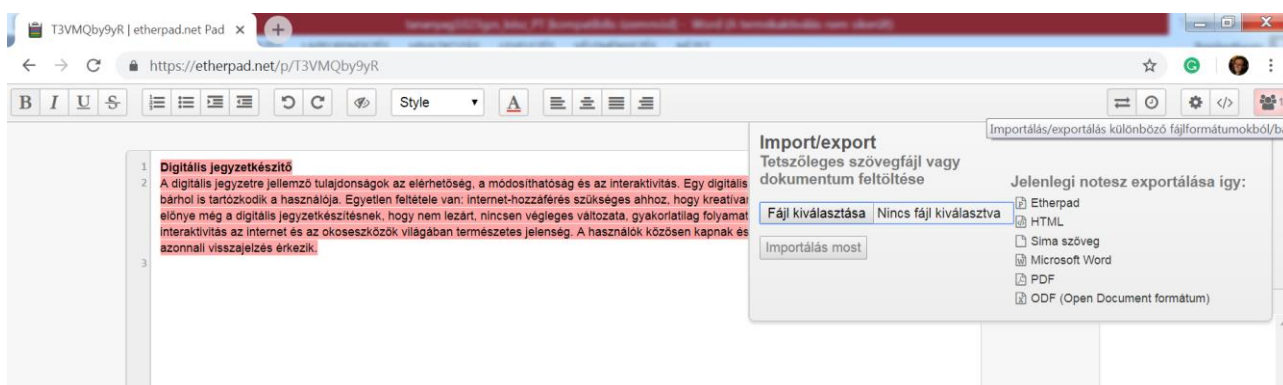 T3VMQby9yR | etherpad.net Pad
https://etherpad.net/p/T3VMQby9yR
B I U S Style A </> 1
Importálás/exportálás különböző fájlformátumokból/b
Import/export
Tetszőleges szövegfájl vagy
dokumentum feltöltése
Fájl kiválasztása Nincs fájl kiválasztva
Importálás most
Jelenlegi notesz exportálása így:
Etherpad
HTML
Sima szöveg
Microsoft Word
PDF
ODF (Open Document formátum)
1 Digitális jegyzetkészítő
2 A digitális jegyzetre jellemző tulajdonságok az elérhetőség, a módosíthatóság és az interaktivitás. Egy digitális
bárhol is tartózkodik a használója. Egyetlen feltétele van: internet-hozzáférés szükséges ahhoz, hogy kreatívan
előnye még a digitális jegyzetkészítésnek, hogy nem lezárt, nincsen végleges változata, gyakorlatilag folyamat
interaktivitás az internet és az okoseszközök világában természetes jelenség. A használók közösen kapnak és
azonnali visszajelzés érkezik.
3